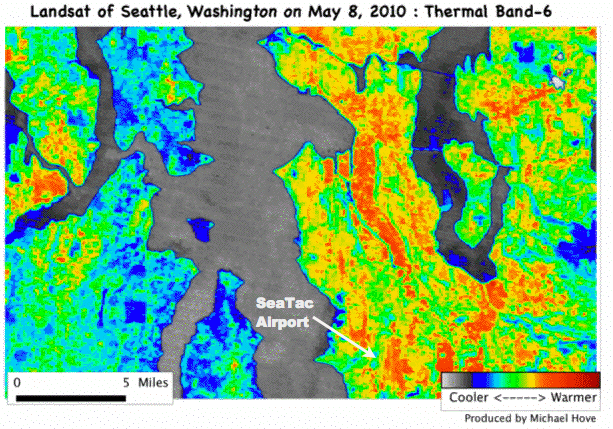 Landsat of Seattle, Washington on May 8, 2010 : Thermal Band-6
SeaTac
Airport
0 5 Miles
Cooler <-----> Warmer
Produced by Michael Hove